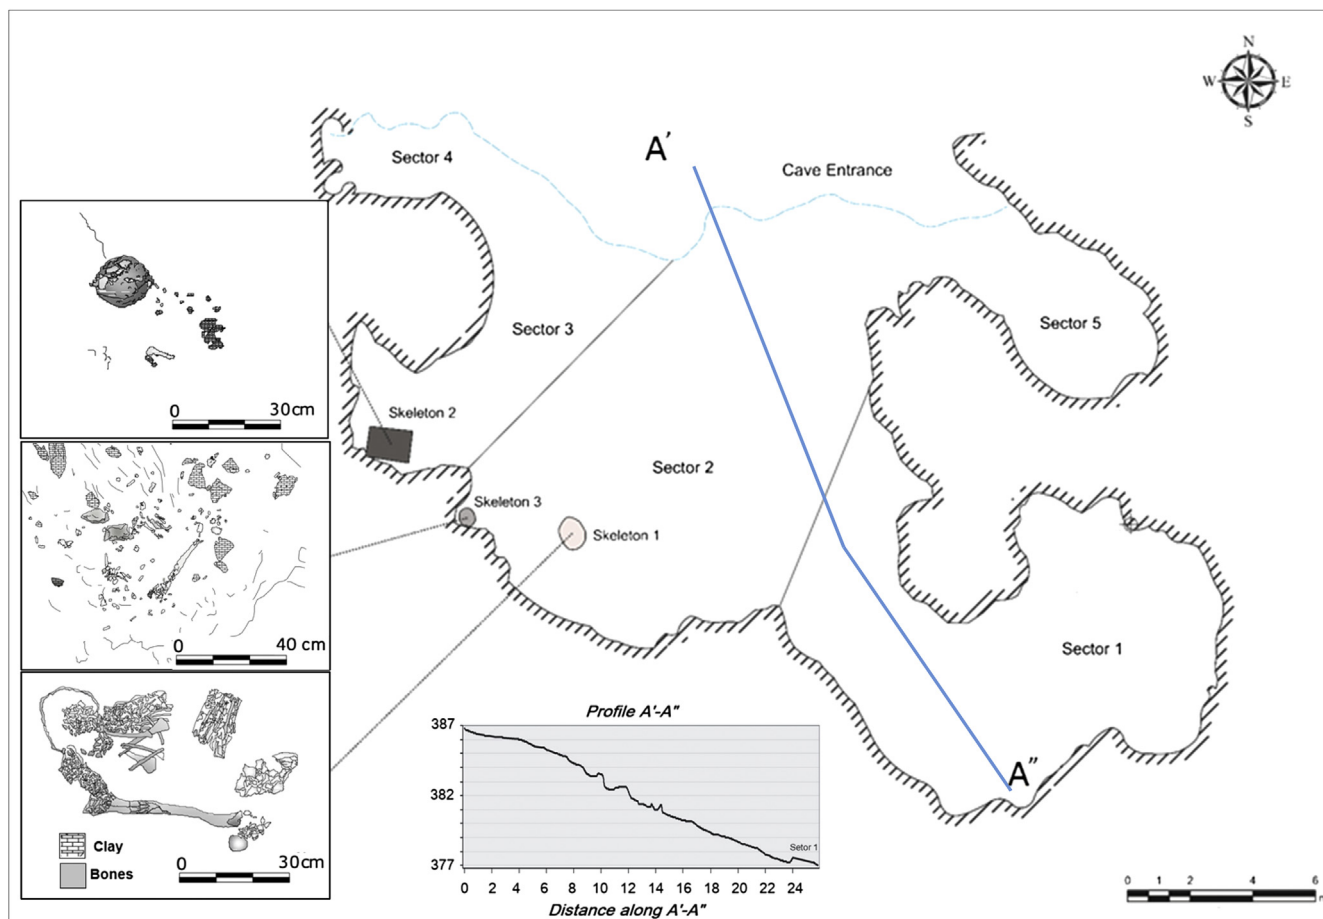 N
W E
S
A'
Sector 4
Cave Entrance
Sector 3
Sector 5
0 30cm
Skeleton 2
Sector 2
Skeleton 3
Skeleton 1
0 40 cm
Sector 1
Profile A'-A"
387
382
377
Setor 1
0 2 4 6 8 10 12 14 16 18 20 22 24
Distance along A'-A"
A"
Clay
Bones
0 30cm
0 1 2 4 6